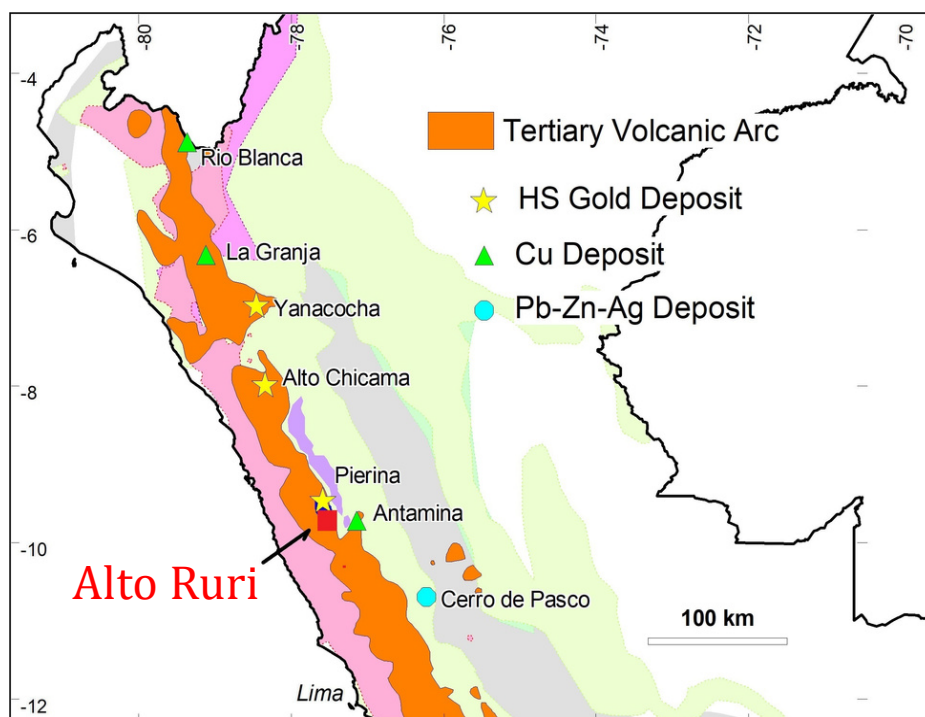 -80
-78
-76
-74
-72
-70
-4
Tertiary Volcanic Arc
Rio Blanca
HS Gold Deposit
-6
La Granja
Cu Deposit
Yanacocha
Pb-Zn-Ag Deposit
Alto Chicama
-8
Pierina
Antamina
-10
Alto Ruri
Cerro de Pasco
100 km
Lima
-12